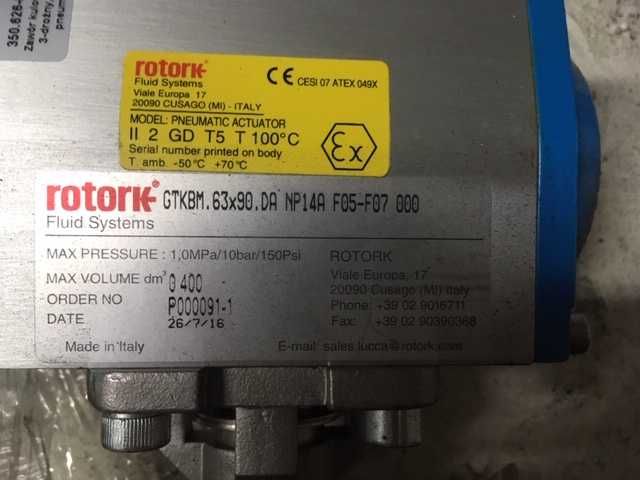 350.626-
Zawór kulo
3-drożny,
pneum
rotork
Fluid Systems
Viale Europa 17
20090 CUSAGO (MI) - ITALY
CE CESI 07 ATEX 049X
MODEL: PNEUMATIC ACTUATOR
II 2 GD T5 T 100°C
Serial number printed on body
T. amb. -50°C +70°C
Ex
rotork GTKBM.63x90.DA NP14A F05-F07 000
Fluid Systems
MAX PRESSURE : 1,0MPa/10bar/150Psi
MAX VOLUME dm³ 0 400
ORDER NO P000091-1
DATE 26/7/16
ROTORK
Viale Europa, 17
20090 Cusago (MI) Italy
Phone: +39 02 9016711
Fax: +39 02 90390368
Made in Italy
E-mail: sales.lucca@rotork.com